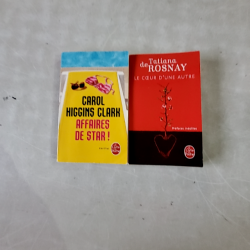 CAROL
HIGGINS CLARK
AFFAIRES
DE STAR !
Tatiana
de ROSNAY
LE CŒUR D'UNE AUTRE